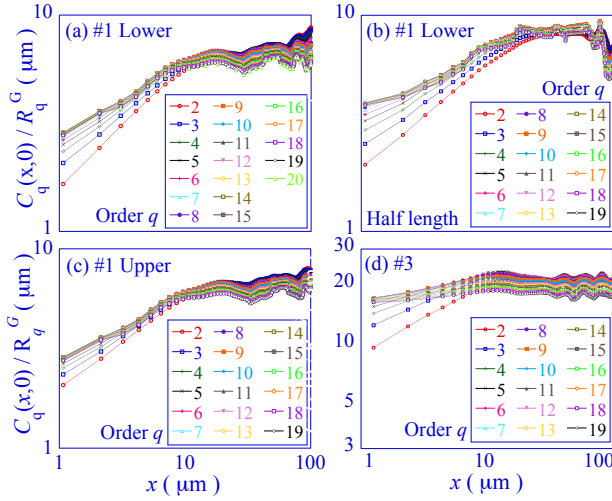 10
(a) #1 Lower
2 9 16
3 10 17
4 11 18
5 12 19
6 13 20
7 14
8 15
Order q
1
C_q (x,0) / R_q^G ( μm )
(b) #1 Lower
10
Order q
2 8 14
3 9 15
4 10 16
5 11 17
6 12 18
7 13 19
Half length
1
10
(c) #1 Upper
2 8 14
3 9 15
4 10 16
5 11 17
6 12 18
7 13 19
Order q
1
C_q (x,0) / R_q^G ( μm )
1 10 100
x ( μm )
30
(d) #3
20
10
2 8 14
3 9 15
4 10 16
5 11 17
6 12 18
7 13 19
5
Order q
3
1 10 100
x ( μm )